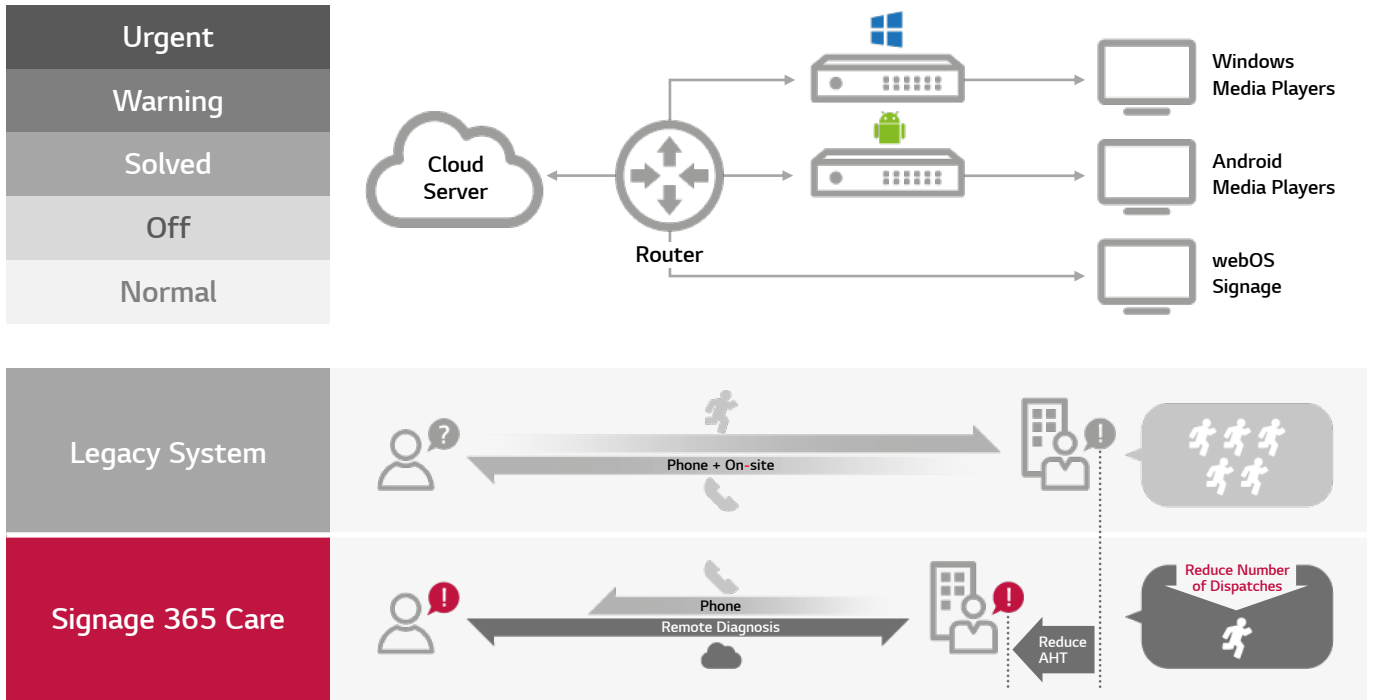 Urgent
Warning
Solved
Off
Normal
Cloud
Server
Router
Windows
Media Players
Android
Media Players
webOS
Signage
Legacy System
?
Phone + On-site
!
Signage 365 Care
!
Phone
Remote Diagnosis
!
Reduce
AHT
Reduce Number
of Dispatches